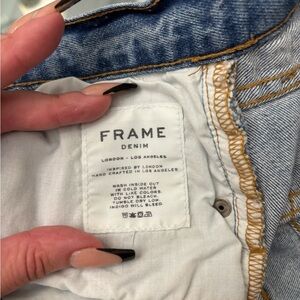 FRAME
DENIM
LONDON - LOS ANGELES
INSPIRED BY LONDON
HAND CRAFTED IN LOS ANGELES
WASH INSIDE OUT
IN COLD WATER
WITH LIKE COLORS.
DO NOT BLEACH.
TUMBLE DRY LOW.
INDIGO WILL BLEED.